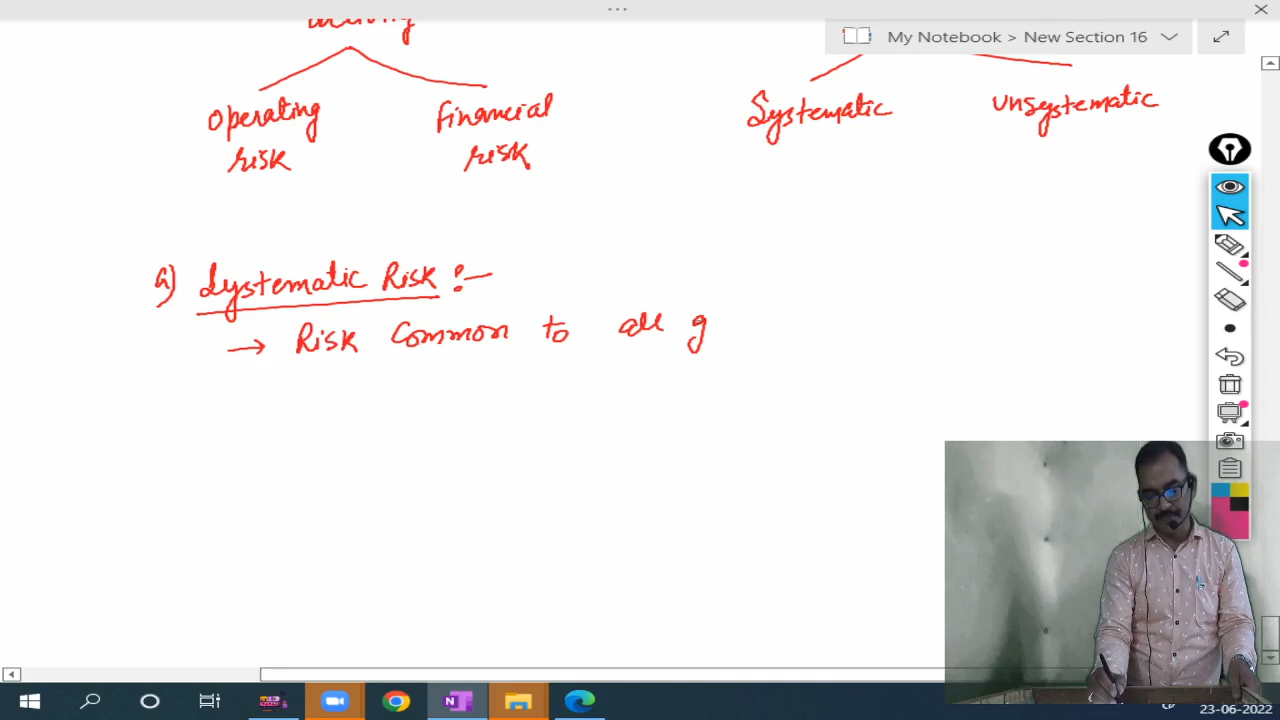 My Notebook > New Section 16
Operating risk
Financial risk
Systematic
Unsystematic
a) Systematic Risk :-
→ Risk Common to all g
23-06-2022